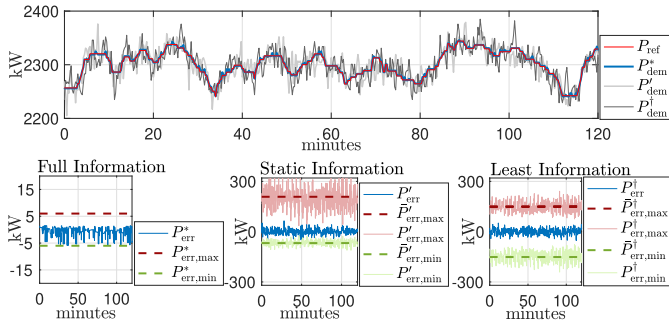 2400
2300
2200
kW
0 20 40 60 80 100 120
minutes
P_ref
P*_dem
P′_dem
P†_dem
Full Information
15
5
-5
-15
kW
0 50 100
minutes
P*_err
P*_err,max
P*_err,min
Static Information
300
0
-300
kW
0 50 100
minutes
P′_err
P̄′_err,max
P′_err,max
P̄′_err,min
P′_err,min
Least Information
300
0
-300
kW
0 50 100
minutes
P†_err
P̄†_err,max
P†_err,max
P̄†_err,min
P†_err,min